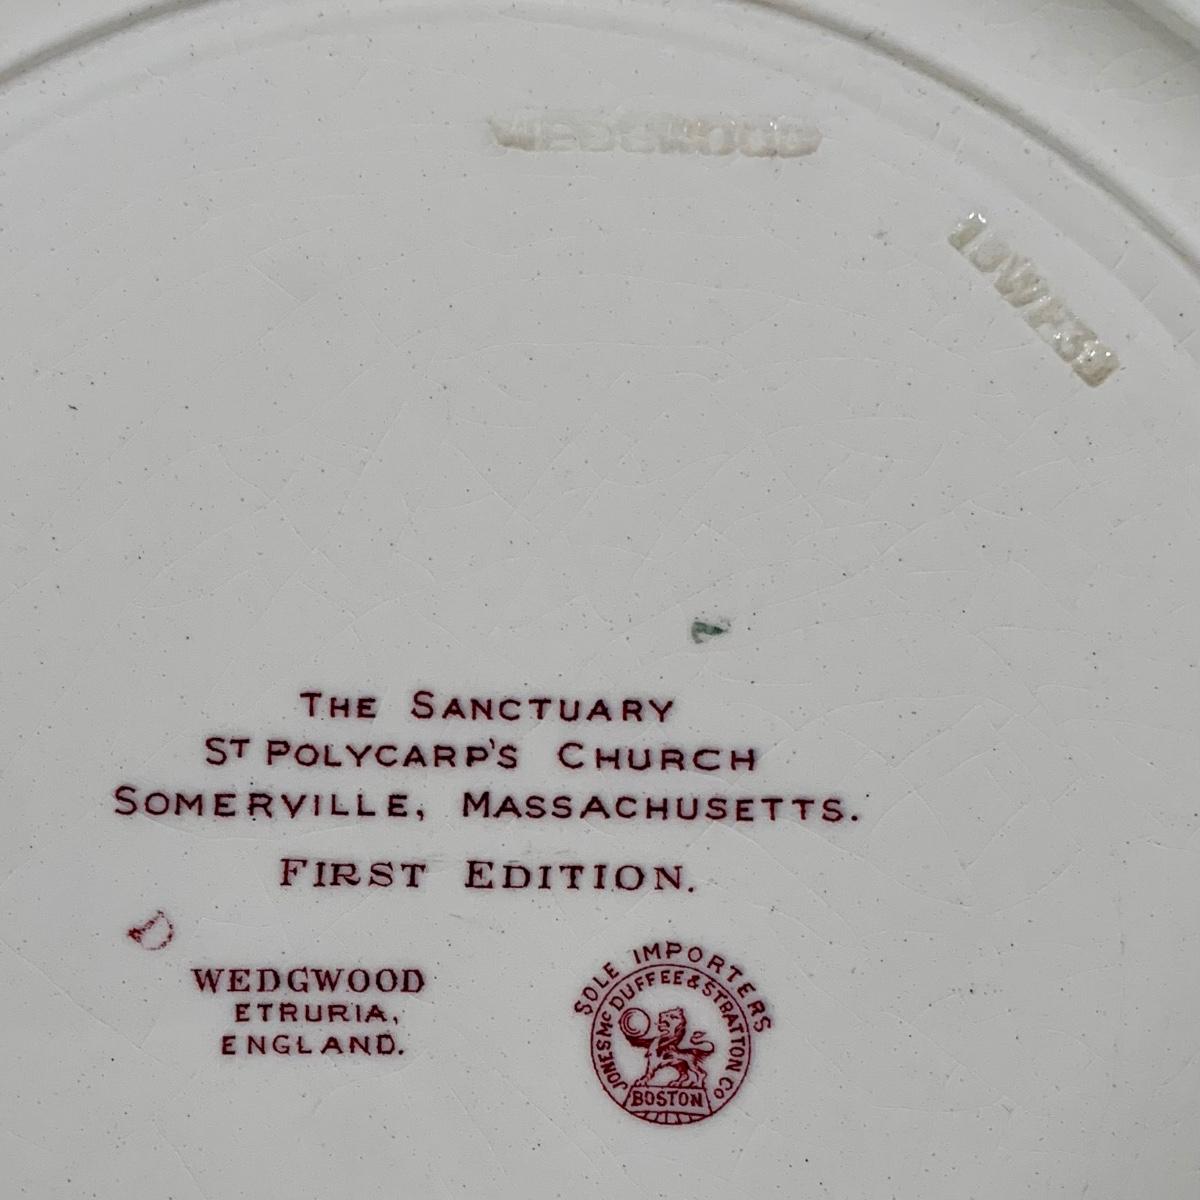 WEDGWOOD
THE SANCTUARY
ST POLYCARP'S CHURCH
SOMERVILLE, MASSACHUSETTS.
FIRST EDITION.
D
WEDGWOOD
ETRURIA,
ENGLAND.
SOLE IMPORTERS
JONES Mc DUFFEE & STRATTON Co
BOSTON